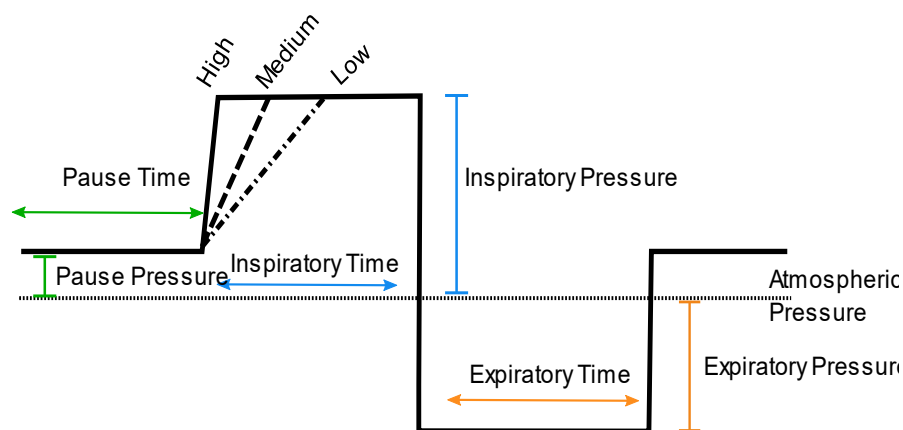 High
Medium
Low
Pause Time
Inspiratory Pressure
Pause Pressure
Inspiratory Time
Atmospheric
Pressure
Expiratory Time
Expiratory Pressure